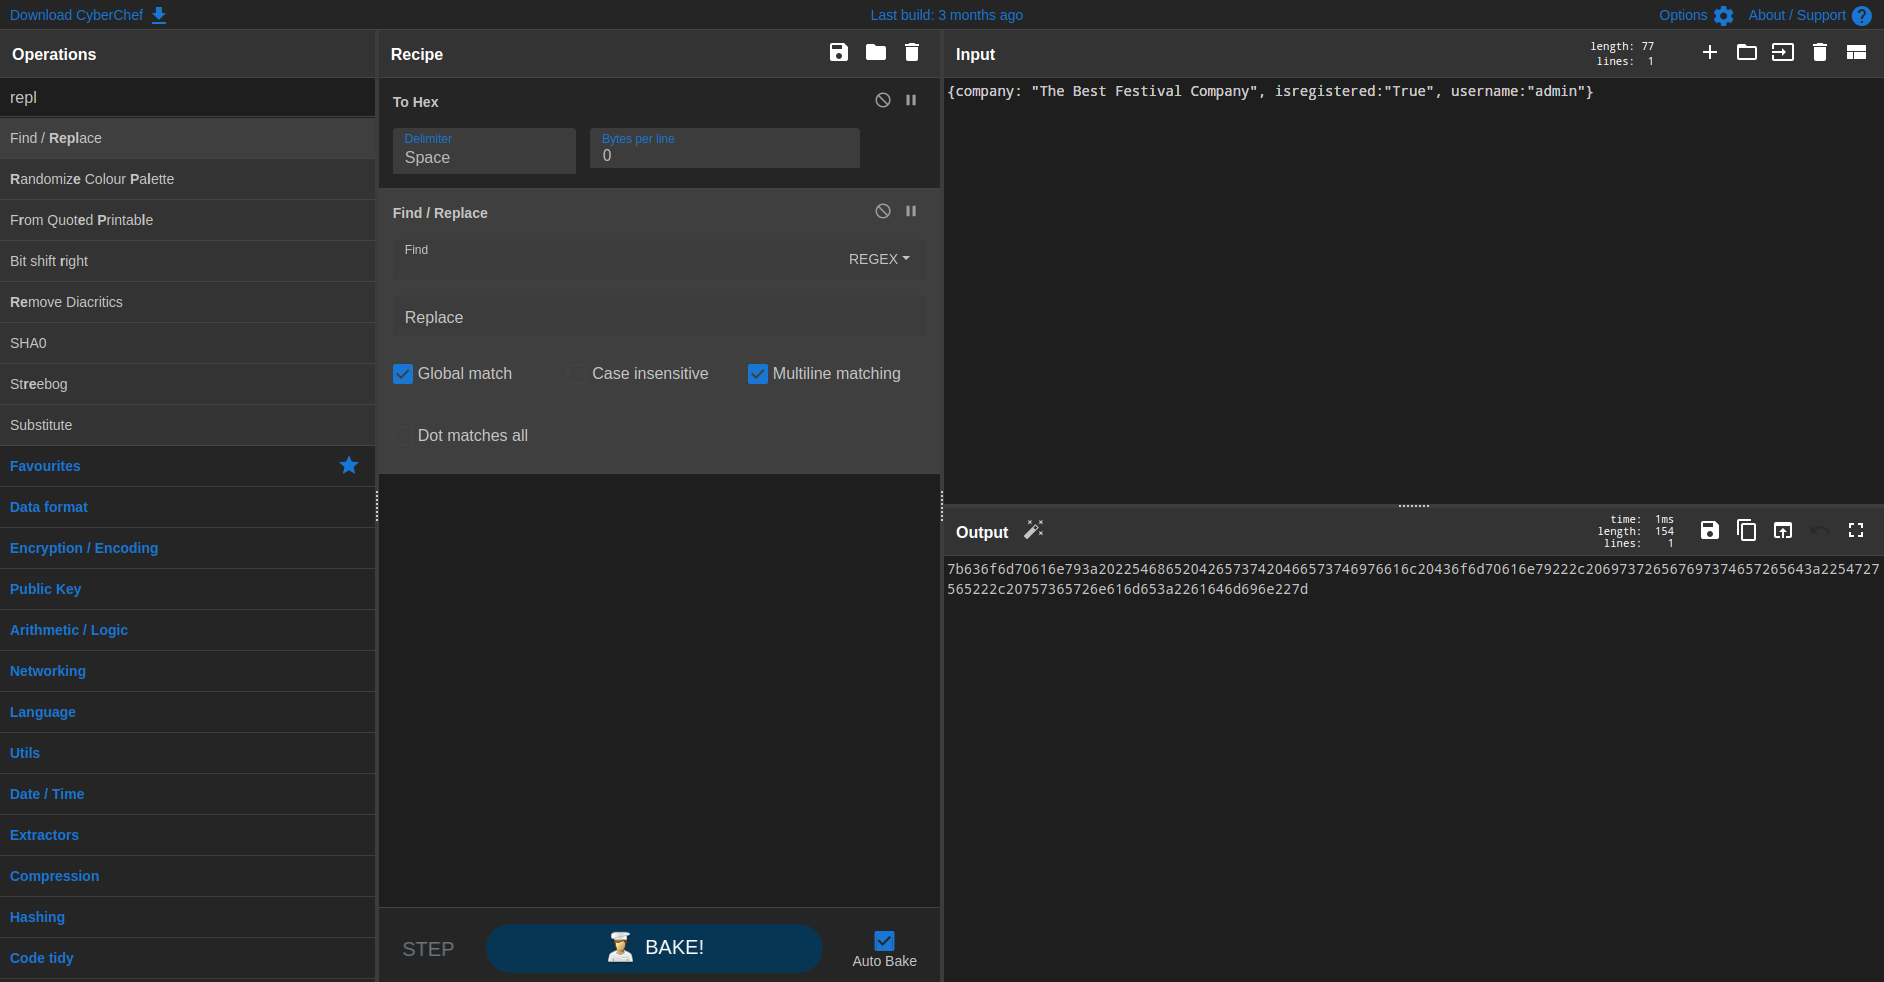 Download CyberChef
Last build: 3 months ago
Options
About / Support
Operations
repl
Find / Replace
Randomize Colour Palette
From Quoted Printable
Bit shift right
Remove Diacritics
SHA0
Streebog
Substitute
Favourites
Data format
Encryption / Encoding
Public Key
Arithmetic / Logic
Networking
Language
Utils
Date / Time
Extractors
Compression
Hashing
Code tidy
Recipe
To Hex
Delimiter
Space
Bytes per line
0
Find / Replace
Find
REGEX
Replace
Global match
Case insensitive
Multiline matching
Dot matches all
STEP
BAKE!
Auto Bake
Input
length: 77
lines: 1
{company: "The Best Festival Company", isregistered:"True", username:"admin"}
Output
time: 1ms
length: 154
lines: 1
7b636f6d70616e793a2022546865204265737420466573746976616c20436f6d70616e79222c206973726567697374657265643a2254727
565222c20757365726e616d653a2261646d696e227d